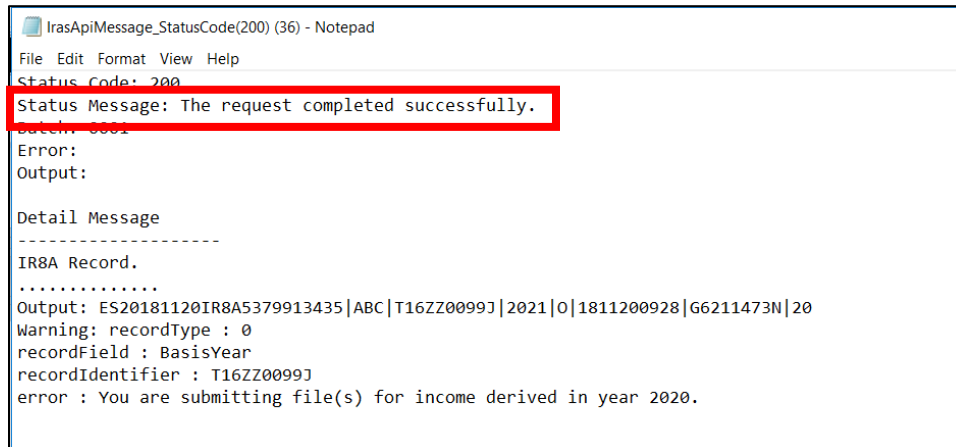 IrasApiMessage_StatusCode(200) (36) - Notepad
File Edit Format View Help
Status Code: 200
Status Message: The request completed successfully.
Batch: 0001
Error:
Output:
Detail Message
---------------------
IR8A Record.
..............
Output: ES20181120IR8A5379913435|ABC|T16ZZ0099J|2021|O|1811200928|G6211473N|20
Warning: recordType : 0
recordField : BasisYear
recordIdentifier : T16ZZ0099J
error : You are submitting file(s) for income derived in year 2020.